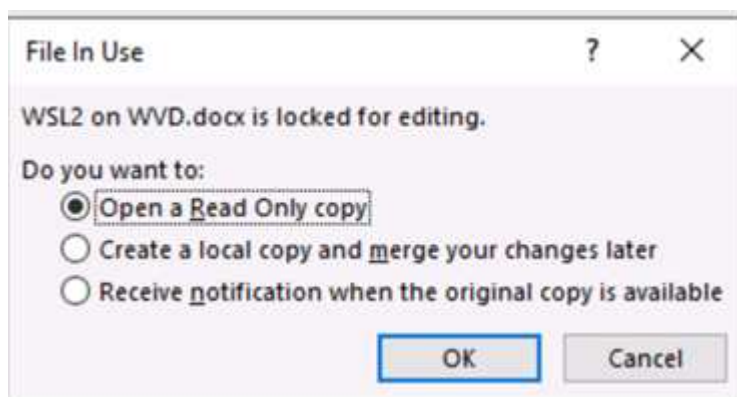 File In Use
WSL2 on WVD.docx is locked for editing.
Do you want to:
Open a Read Only copy
Create a local copy and merge your changes later
Receive notification when the original copy is available
OK Cancel